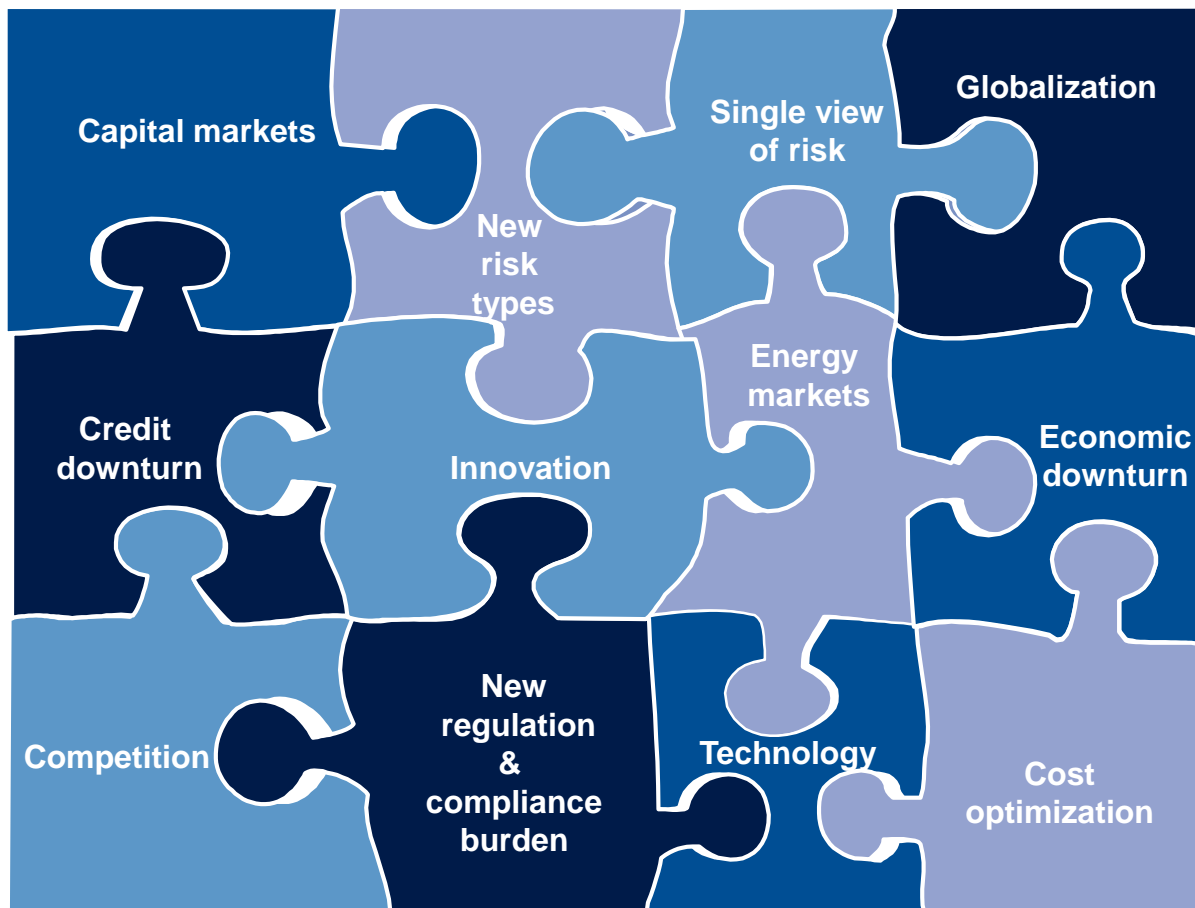 Capital markets
New
risk
types
Single view
of risk
Globalization
Credit
downturn
Innovation
Energy
markets
Economic
downturn
Competition
New
regulation
&
compliance
burden
Technology
Cost
optimization